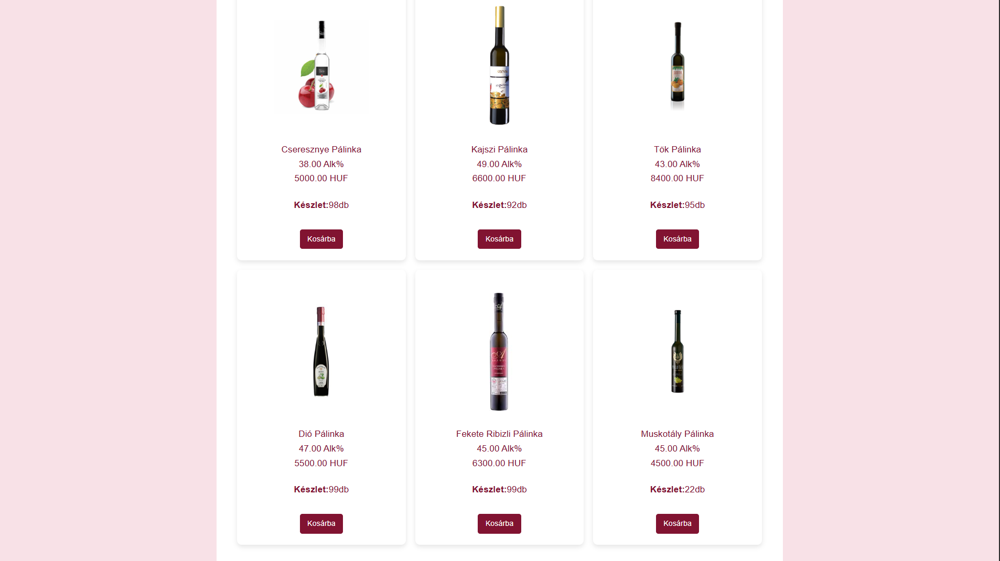 Cseresznye Pálinka
38.00 Alk%
5000.00 HUF
Készlet:98db
Kosárba
Kajszi Pálinka
49.00 Alk%
6600.00 HUF
Készlet:92db
Kosárba
Tök Pálinka
43.00 Alk%
8400.00 HUF
Készlet:95db
Kosárba
Dió Pálinka
47.00 Alk%
5500.00 HUF
Készlet:99db
Kosárba
Fekete Ribizli Pálinka
45.00 Alk%
6300.00 HUF
Készlet:99db
Kosárba
Muskotály Pálinka
45.00 Alk%
4500.00 HUF
Készlet:22db
Kosárba